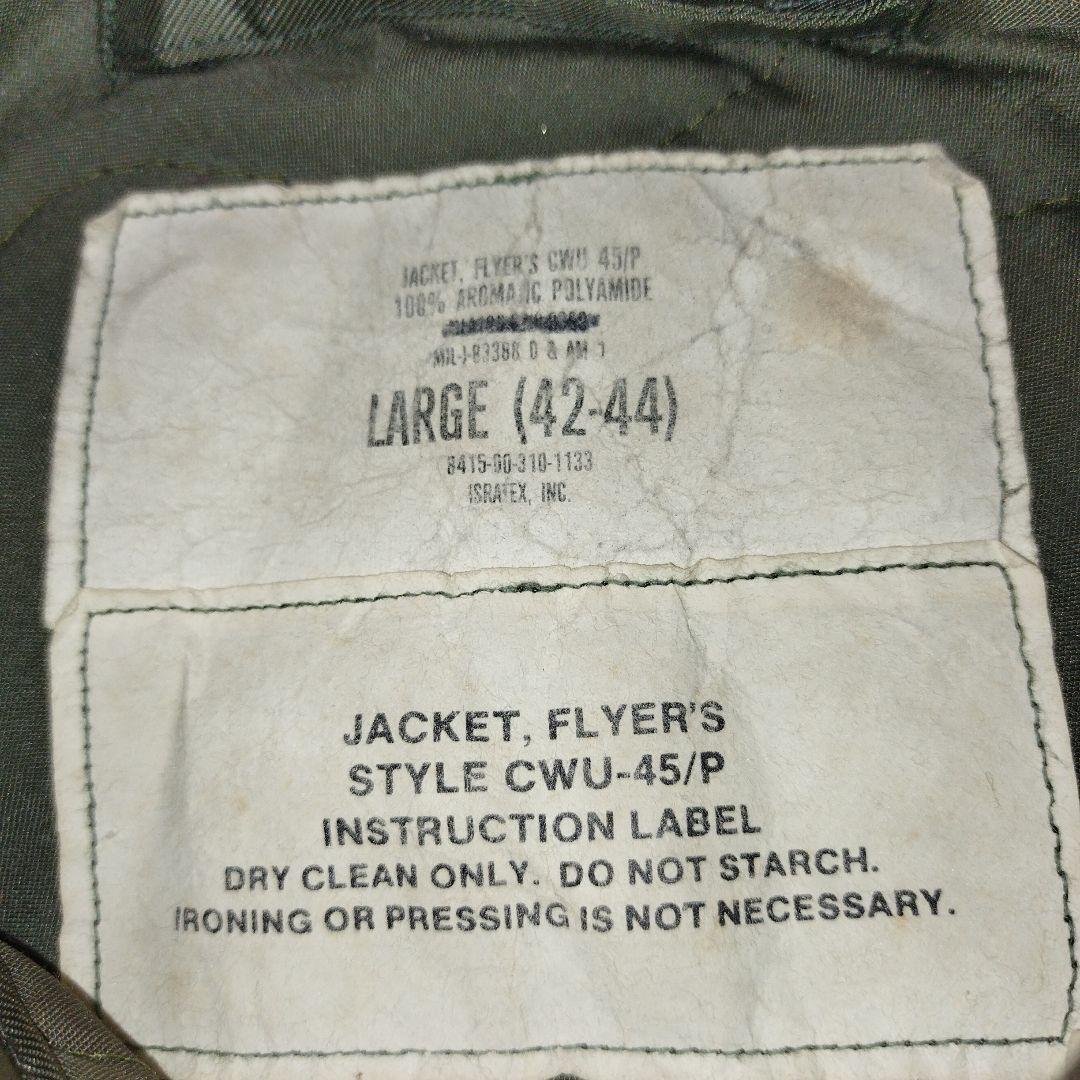 JACKET, FLYER'S CWU 45/P
100% AROMATIC POLYAMIDE
MIL-J-83388 D & AM 1
LARGE (42-44)
8415-00-310-1133
ISRATEX, INC.
JACKET, FLYER'S
STYLE CWU-45/P
INSTRUCTION LABEL
DRY CLEAN ONLY. DO NOT STARCH.
IRONING OR PRESSING IS NOT NECESSARY.